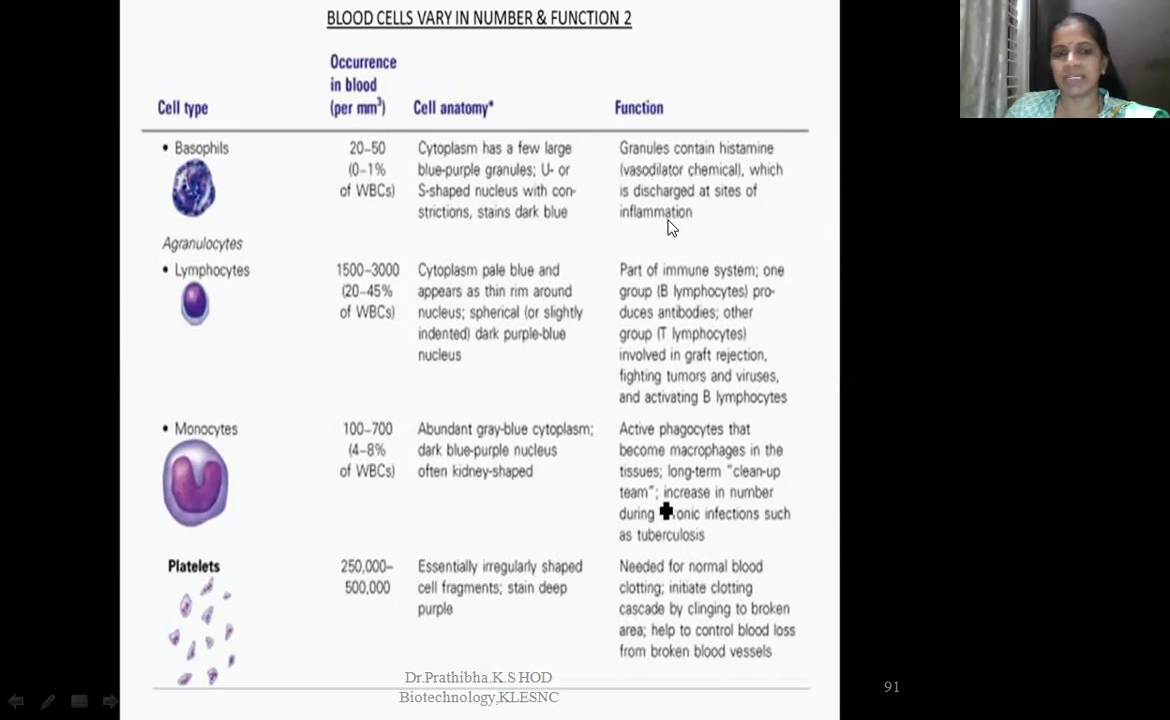 BLOOD CELLS VARY IN NUMBER & FUNCTION 2
Occurrence
in blood
Cell type (per mm³) Cell anatomy* Function
• Basophils 20–50 Cytoplasm has a few large Granules contain histamine
(0–1% blue-purple granules; U- or (vasodilator chemical), which
of WBCs) S-shaped nucleus with con- is discharged at sites of
strictions, stains dark blue inflammation
Agranulocytes
• Lymphocytes 1500–3000 Cytoplasm pale blue and Part of immune system; one
(20–45% appears as thin rim around group (B lymphocytes) pro-
of WBCs) nucleus; spherical (or slightly duces antibodies; other
indented) dark purple-blue group (T lymphocytes)
nucleus involved in graft rejection,
fighting tumors and viruses,
and activating B lymphocytes
• Monocytes 100–700 Abundant gray-blue cytoplasm; Active phagocytes that
(4–8% dark blue-purple nucleus become macrophages in the
of WBCs) often kidney-shaped tissues; long-term "clean-up
team"; increase in number
during onic infections such
as tuberculosis
Platelets 250,000– Essentially irregularly shaped Needed for normal blood
500,000 cell fragments; stain deep clotting; initiate clotting
purple cascade by clinging to broken
area; help to control blood loss
from broken blood vessels
Dr.Prathibha.K.S HOD
Biotechnology,KLESNC
91